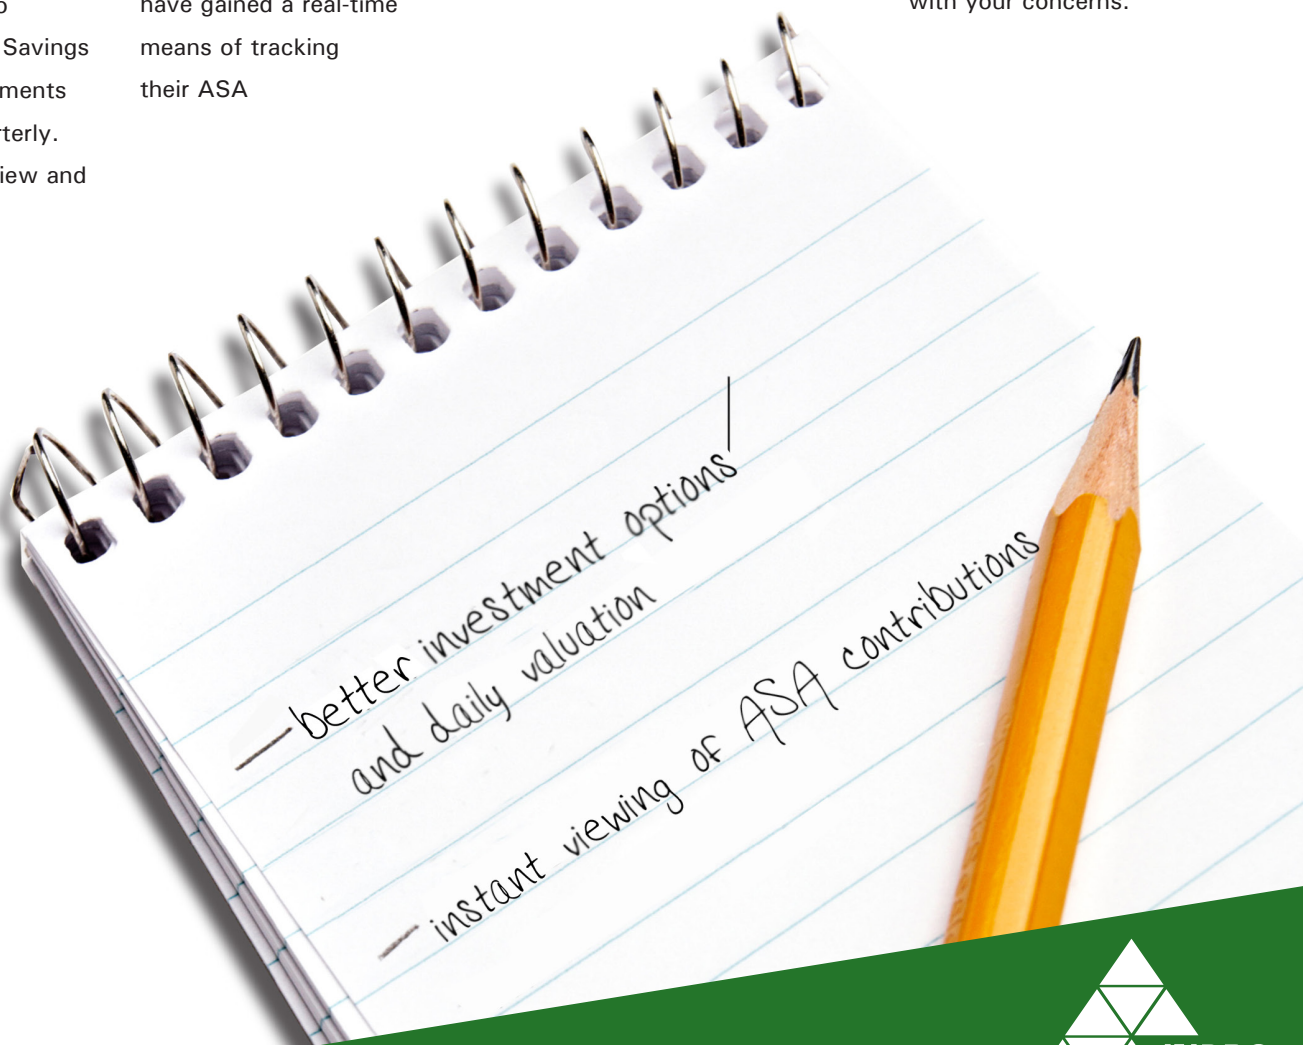 have gained a real-time
means of tracking
their ASA
Savings
rterly.
iew and
with your concerns.
— better investment options
and daily valuation
— instant viewing of ASA contributions